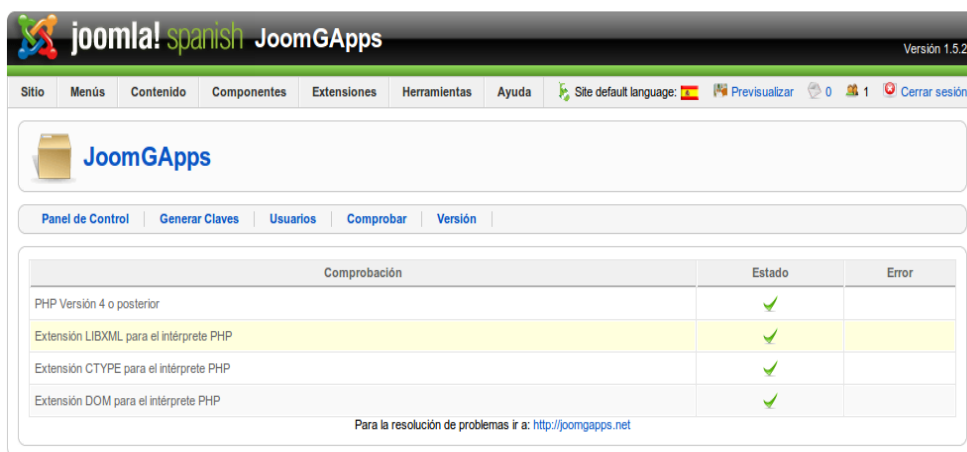 joomla! spanish JoomGApps
Versión 1.5.2
Sitio Menús Contenido Componentes Extensiones Herramientas Ayuda Site default language: Previsualizar 0 1 Cerrar sesión
JoomGApps
Panel de Control Generar Claves Usuarios Comprobar Versión
Comprobación Estado Error
PHP Versión 4 o posterior
Extensión LIBXML para el intérprete PHP
Extensión CTYPE para el intérprete PHP
Extensión DOM para el intérprete PHP
Para la resolución de problemas ir a: http://joomgapps.net